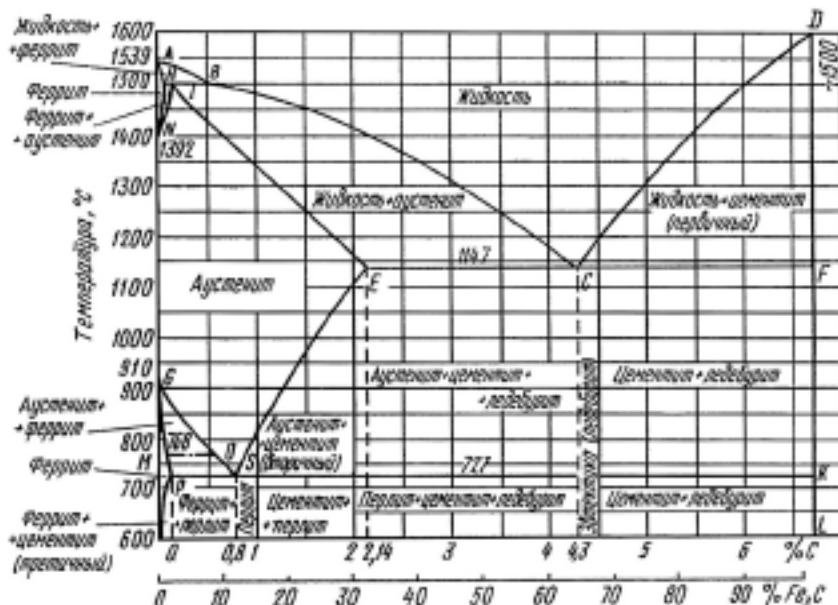 Жидкость+
+феррит
Феррит
Феррит+
+аустенит
Температура, °C
1600
1539
1500
1400
1392
1300
1200
1100
1000
910
900
800
700
600
A
B
I
N
D
~1500
Жидкость
Жидкость+аустенит
Жидкость+цементит
(первичный)
1147
E
C
F
Аустенит
G
Аустенит+
+феррит
768
M
O
S
Феррит
P
Феррит+
+цементит
(третичный)
Аустенит+
+цементит
(вторичный)
Аустенит+цементит+
+ледебурит
Цементит+ледебурит
727
K
Феррит+
+перлит
Перлит
Цементит+
+перлит
Перлит+цементит+ледебурит
Цементит+ледебурит
L
0 0,8 1 2 2,14 3 4 4,3 5 6 % C
0 10 20 30 40 50 60 70 80 90 % Fe₃C